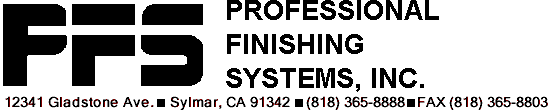 PFS
PROFESSIONAL
FINISHING
SYSTEMS, INC.
12341 Gladstone Ave. ■ Sylmar, CA 91342 ■ (818) 365-8888 ■ FAX (818) 365-8803